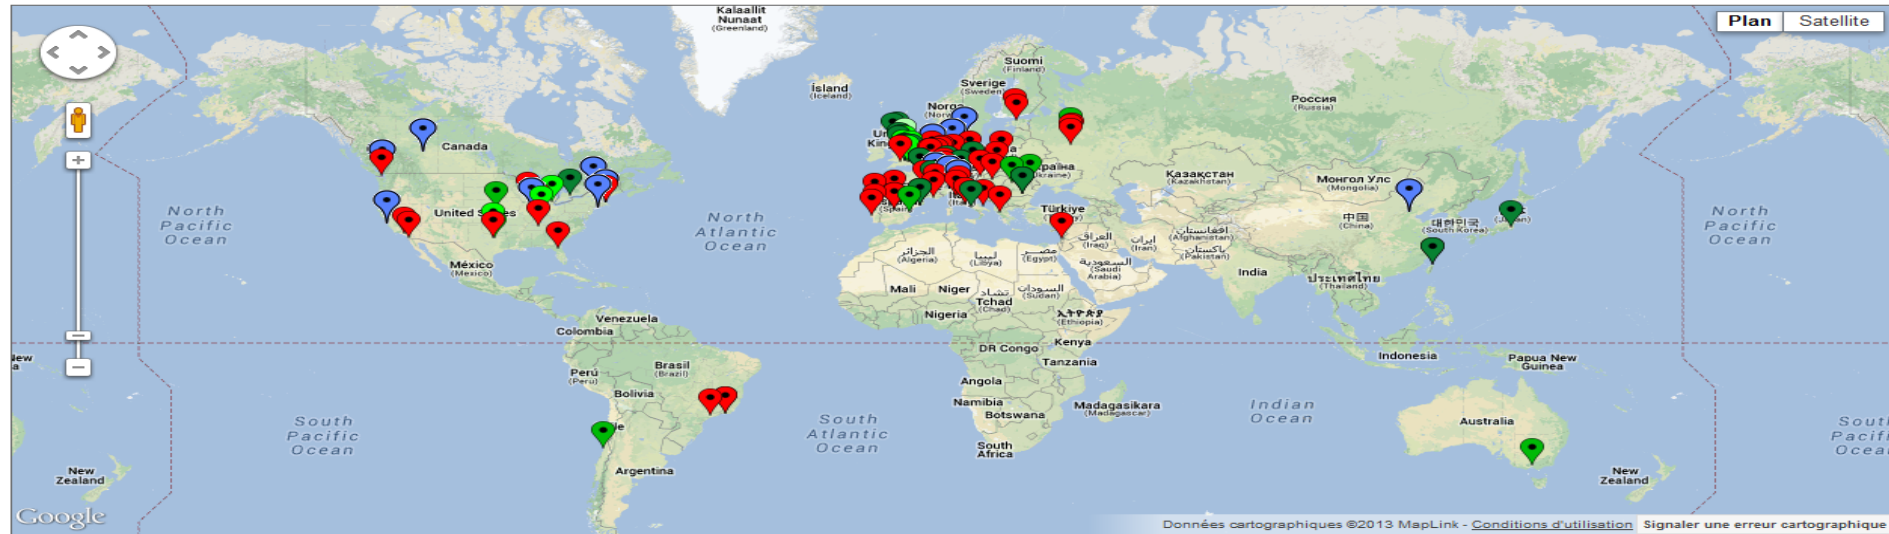 Kalaallit
Nunaat
(Greenland)
Plan
Satellite
Suomi
(Finland)
Ísland
(Iceland)
Sverige
(Sweden)
Norge
Россия
(Russia)
Canada
Қазақстан
(Kazakhstan)
Монгол Улс
(Mongolia)
North
Pacific
Ocean
United States
North
Atlantic
Ocean
Türkiye
中国
(China)
대한민국
(South Korea)
North
Pacific
Ocean
العراق
(Iraq)
ایران
(Iran)
افغانستان
(Afghanistan)
پاکستان
(Pakistan)
الجزائر
(Algeria)
ليبيا
(Libya)
مصر
(Egypt)
السعودية
(Saudi
Arabia)
México
(Mexico)
India
ประเทศไทย
(Thailand)
Mali
Niger
تشاد
Tchad
(Chad)
السودان
(Sudan)
Nigeria
ኢትዮጵያ
(Ethiopia)
Venezuela
Colombia
DR Congo
Kenya
Tanzania
Indonesia
Papua New
Guinea
Perú
(Peru)
Brasil
(Brazil)
Bolivia
Angola
Namibia
Botswana
Madagasikara
(Madagascar)
South
Pacific
Ocean
South
Atlantic
Ocean
Indian
Ocean
Australia
South
Africa
Argentina
New
Zealand
New
Zealand
Google
Données cartographiques ©2013 MapLink - Conditions d'utilisation
Signaler une erreur cartographique